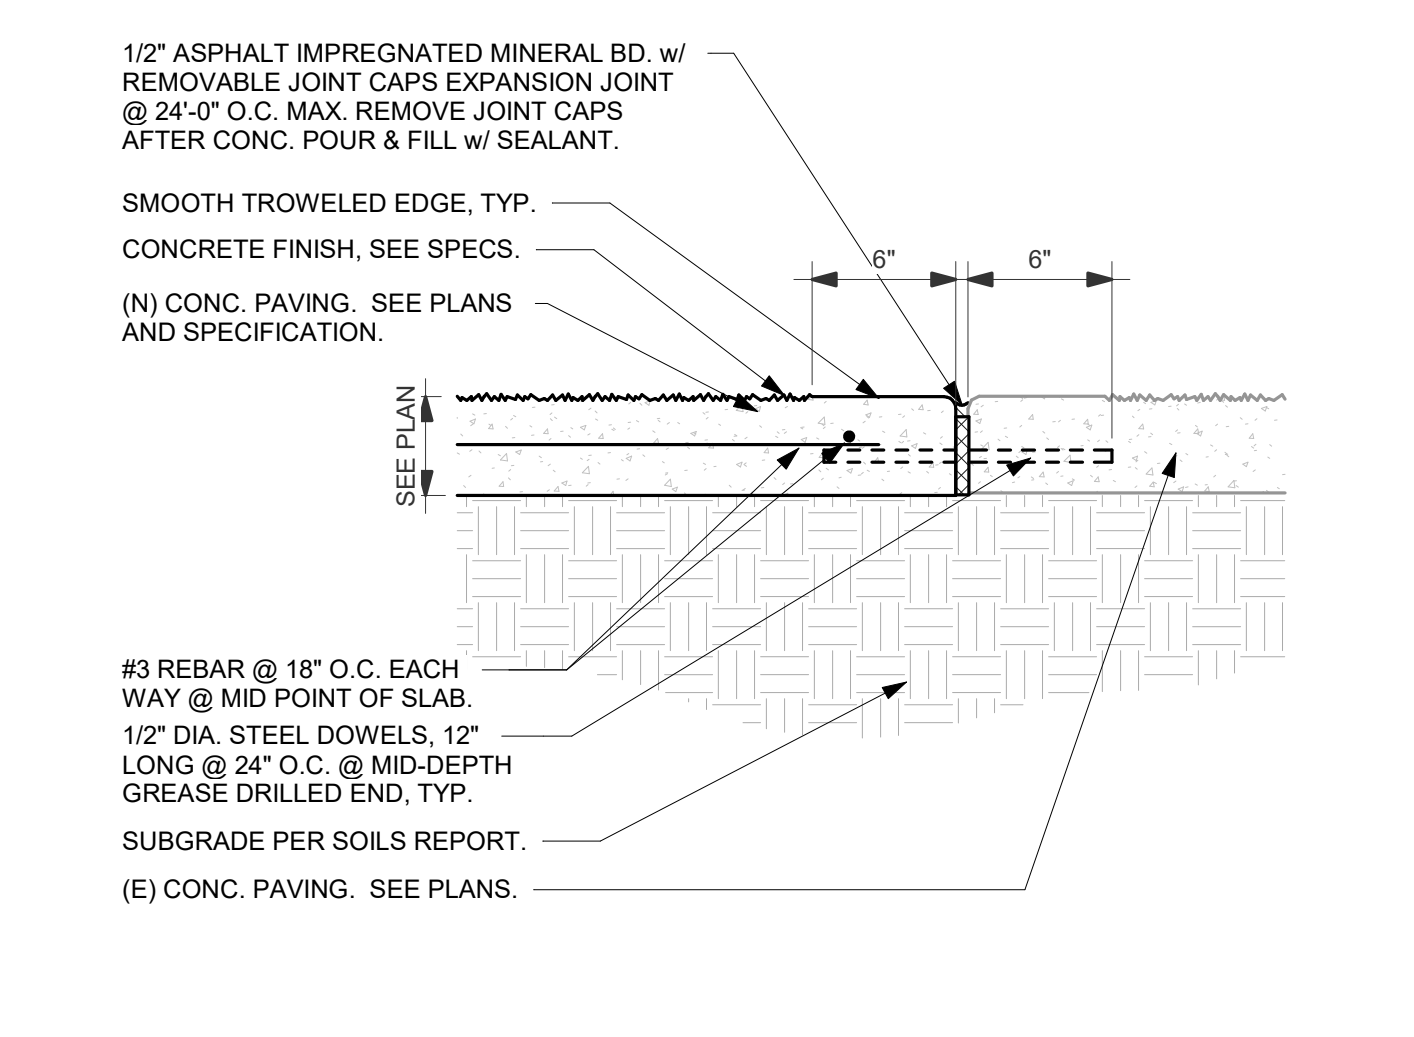 1/2" ASPHALT IMPREGNATED MINERAL BD. w/
REMOVABLE JOINT CAPS EXPANSION JOINT
@ 24'-0" O.C. MAX. REMOVE JOINT CAPS
AFTER CONC. POUR & FILL w/ SEALANT.
SMOOTH TROWELED EDGE, TYP.
CONCRETE FINISH, SEE SPECS.
6"
6"
(N) CONC. PAVING.  SEE PLANS
AND SPECIFICATION.
SEE PLAN
#3 REBAR @ 18" O.C. EACH
WAY @ MID POINT OF SLAB.
1/2" DIA. STEEL DOWELS, 12"
LONG @ 24" O.C. @ MID-DEPTH
GREASE DRILLED END, TYP.
SUBGRADE PER SOILS REPORT.
(E) CONC. PAVING.  SEE PLANS.